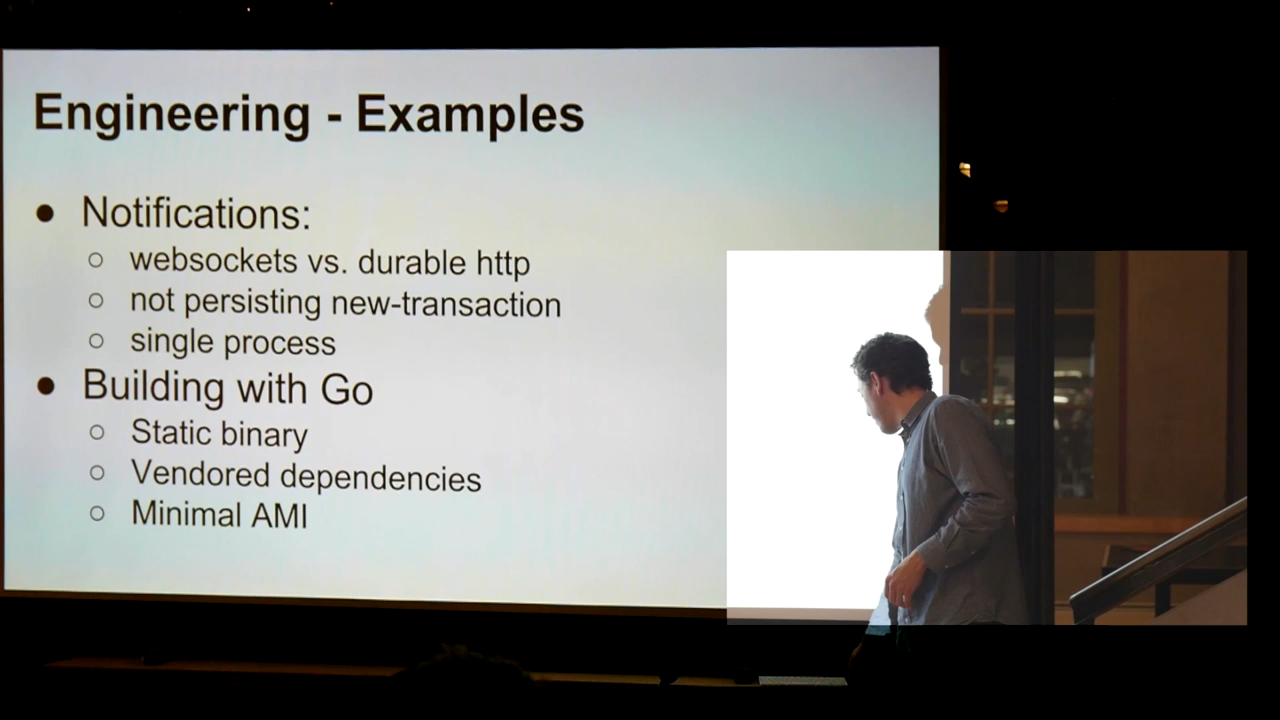 Engineering - Examples
● Notifications:
○ websockets vs. durable http
○ not persisting new-transaction
○ single process
● Building with Go
○ Static binary
○ Vendored dependencies
○ Minimal AMI